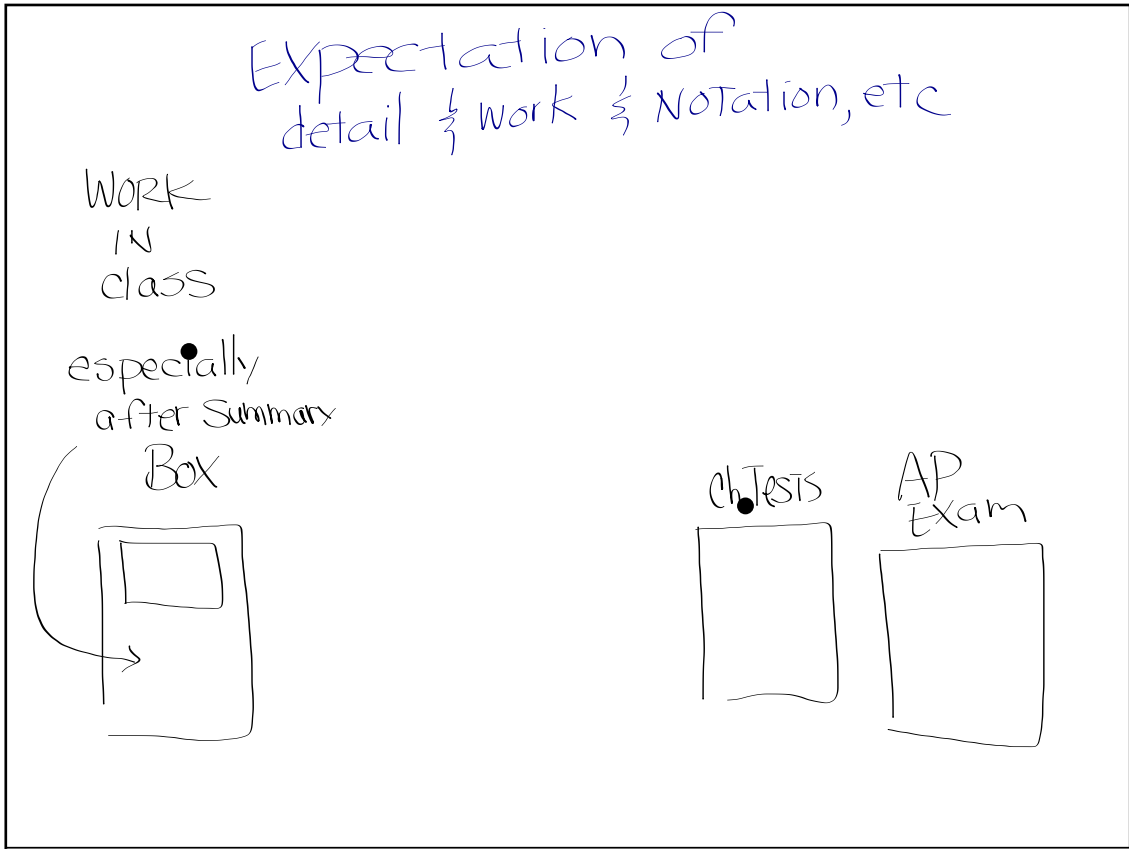 Expectation of
detail & work & Notation, etc
WORK
IN
class
especially
after Summary
Box
Ch.Tests
AP
Exam